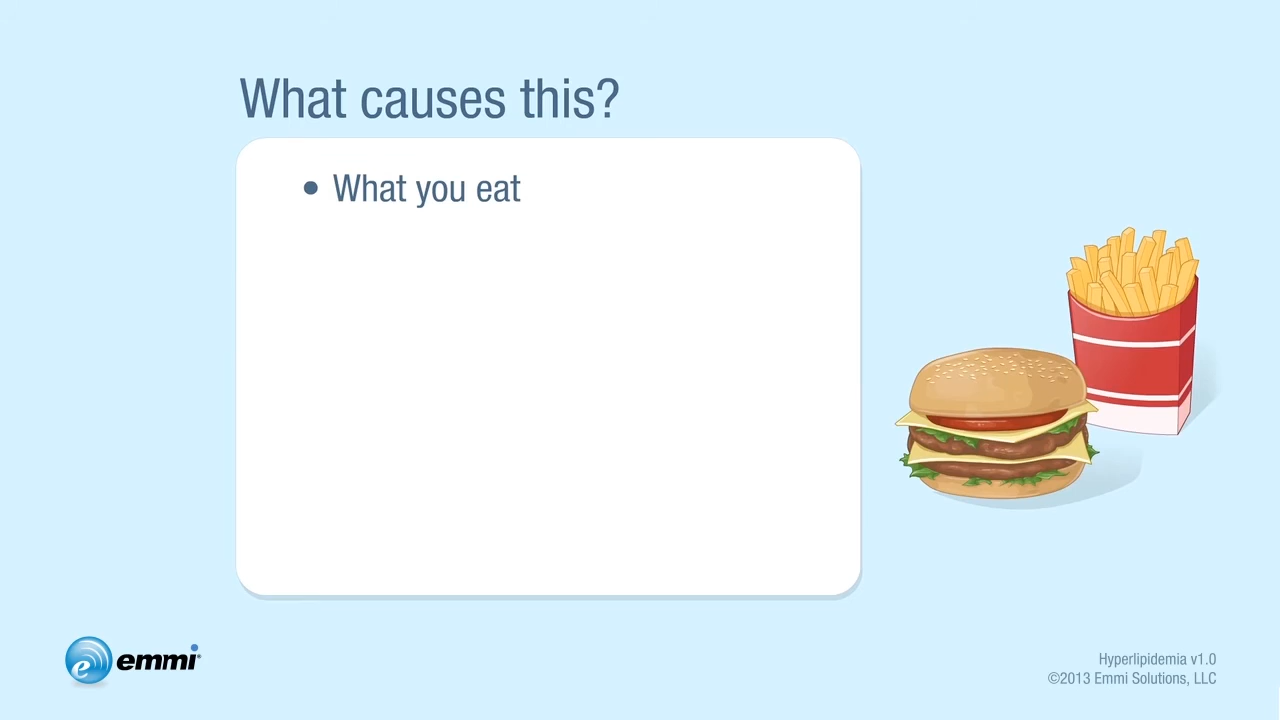 What causes this?
• What you eat
e emmi®
Hyperlipidemia v1.0
©2013 Emmi Solutions, LLC